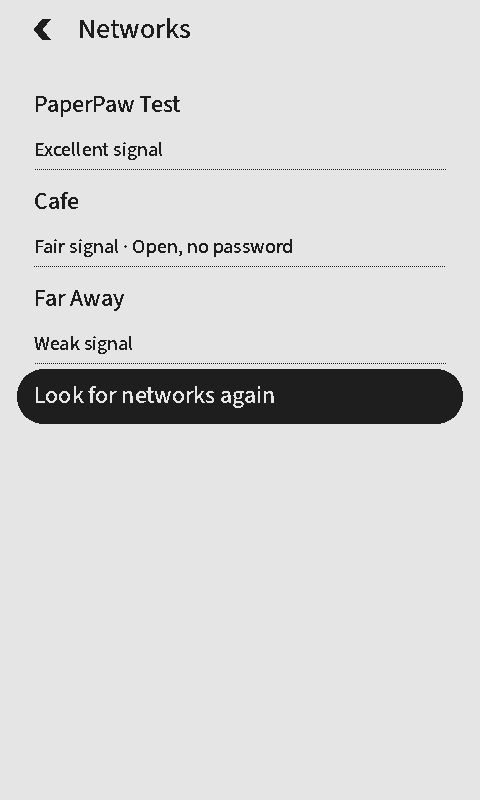 Networks
PaperPaw Test
Excellent signal
Cafe
Fair signal · Open, no password
Far Away
Weak signal
Look for networks again